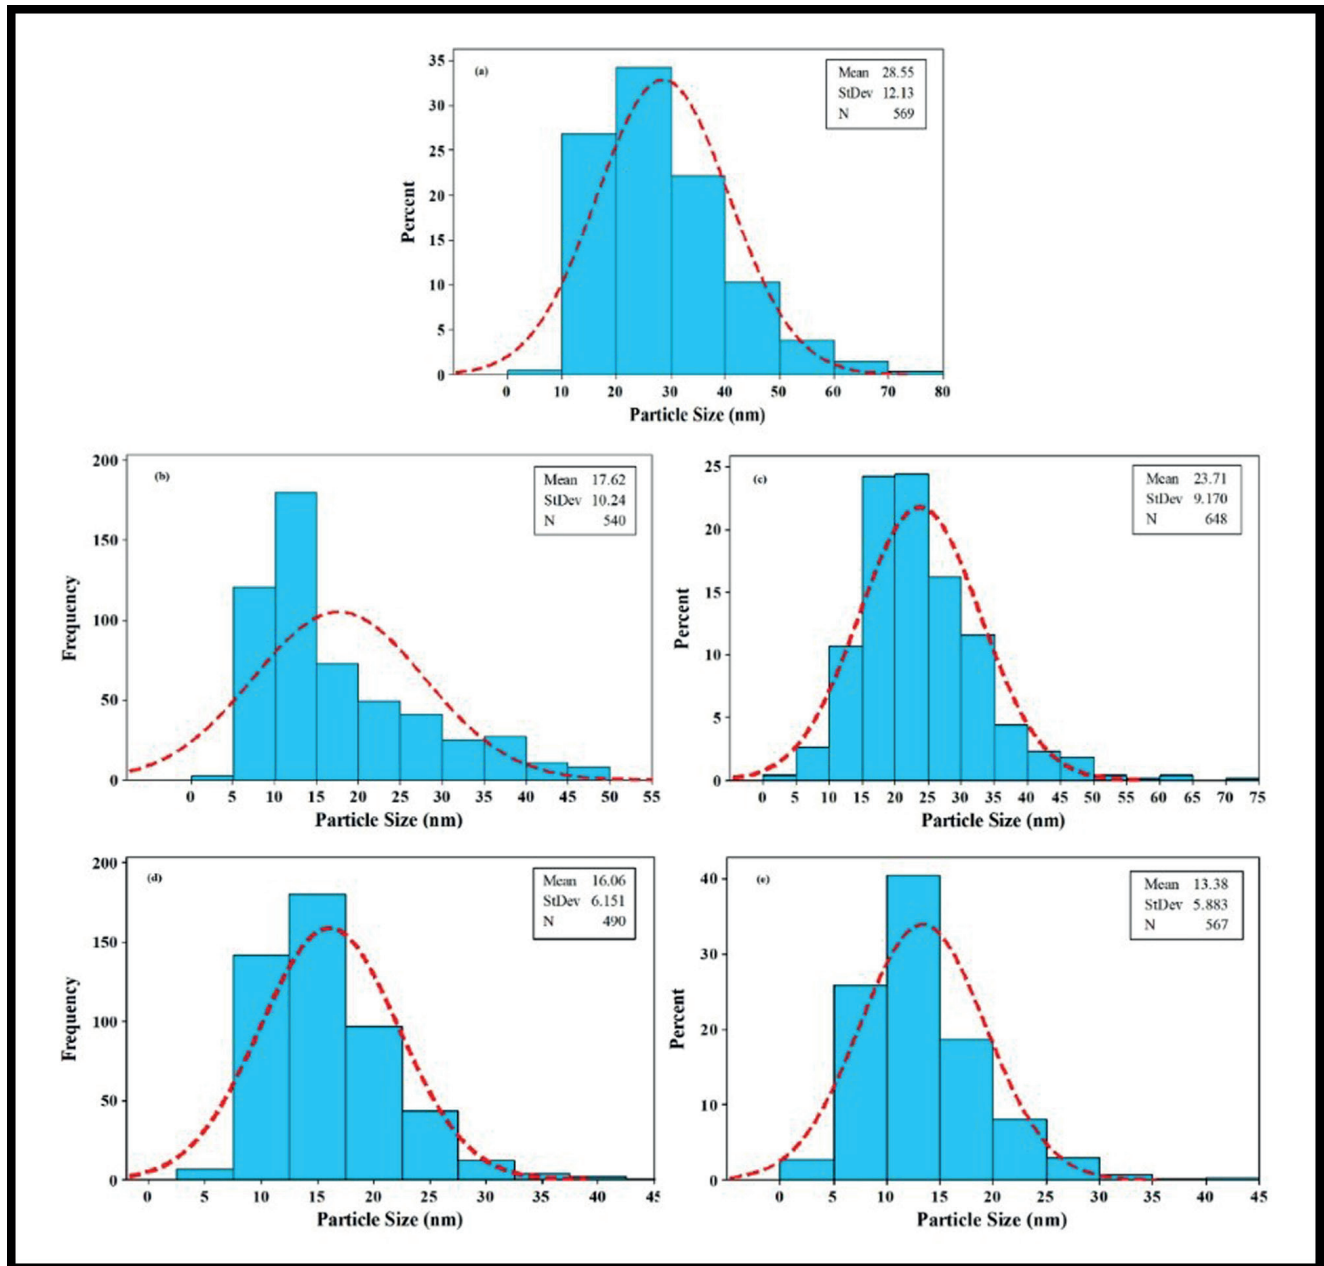 (a)
Mean 28.55
StDev 12.13
N 569
35
30
25
20
15
10
5
0
Percent
0 10 20 30 40 50 60 70 80
Particle Size (nm)
(b)
Mean 17.62
StDev 10.24
N 540
200
150
100
50
0
Frequency
0 5 10 15 20 25 30 35 40 45 50 55
Particle Size (nm)
(c)
Mean 23.71
StDev 9.170
N 648
25
20
15
10
5
0
Percent
0 5 10 15 20 25 30 35 40 45 50 55 60 65 70 75
Particle Size (nm)
(d)
Mean 16.06
StDev 6.151
N 490
200
150
100
50
0
Frequency
0 5 10 15 20 25 30 35 40 45
Particle Size (nm)
(e)
Mean 13.38
StDev 5.883
N 567
40
30
20
10
0
Percent
0 5 10 15 20 25 30 35 40 45
Particle Size (nm)